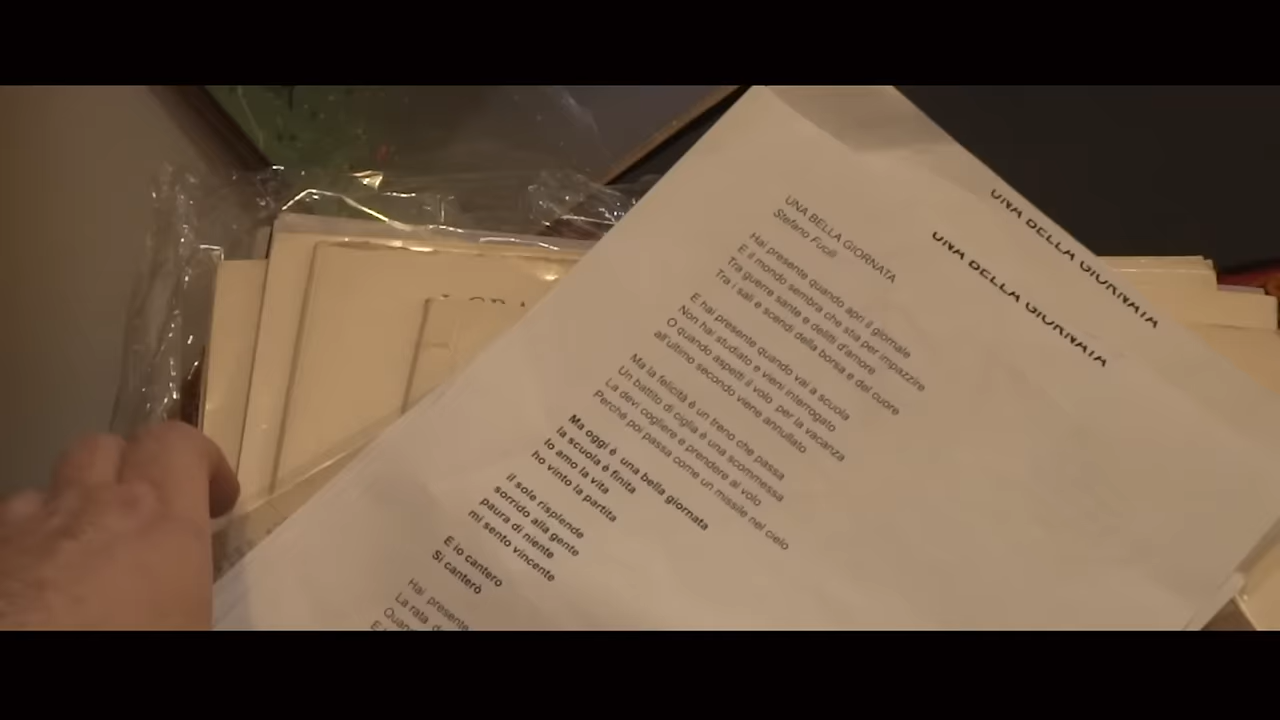 UNA BELLA GIORNATA
Stefano Fucili
Hai presente quando apri il giornale
E il mondo sembra che stia per impazzire
Tra guerre sante e delitti d'amore
Tra i sali e scendi della borsa e del cuore
E hai presente quando vai a scuola
Non hai studiato e vieni interrogato
O quando aspetti il volo per la vacanza
all'ultimo secondo viene annullato
Ma la felicità è un treno che passa
Un battito di ciglia è una scommessa
La devi cogliere e prendere al volo
Perché poi passa come un missile nel cielo
Ma oggi è una bella giornata
la scuola è finita
Io amo la vita
ho vinto la partita
il sole risplende
sorrido alla gente
paura di niente
mi sento vincente
E io cantero
Si canterò
Hai presente
La rata
UNA BELLA GIORNATA
UNA BELLA GIORNATA